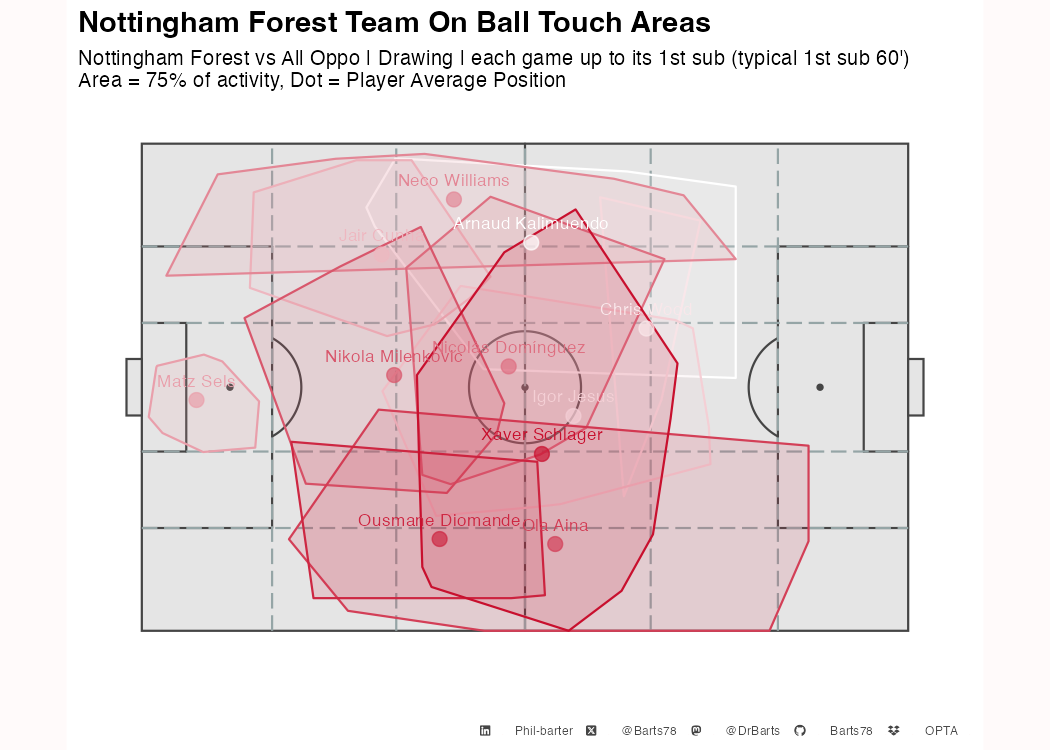 Nottingham Forest Team On Ball Touch Areas
Nottingham Forest vs All Oppo | Drawing | each game up to its 1st sub (typical 1st sub 60')
Area = 75% of activity, Dot = Player Average Position
Neco Williams
Arnaud Kalimuendo
Jair
Chris
Nicolas Dominguez
Nikola Milenkovic
Matz Sels
Igor Jesus
Xaver Schlager
Ousmane Diomande
Ola Aina
Phil-barter @Barts78 @DrBarts Barts78 OPTA